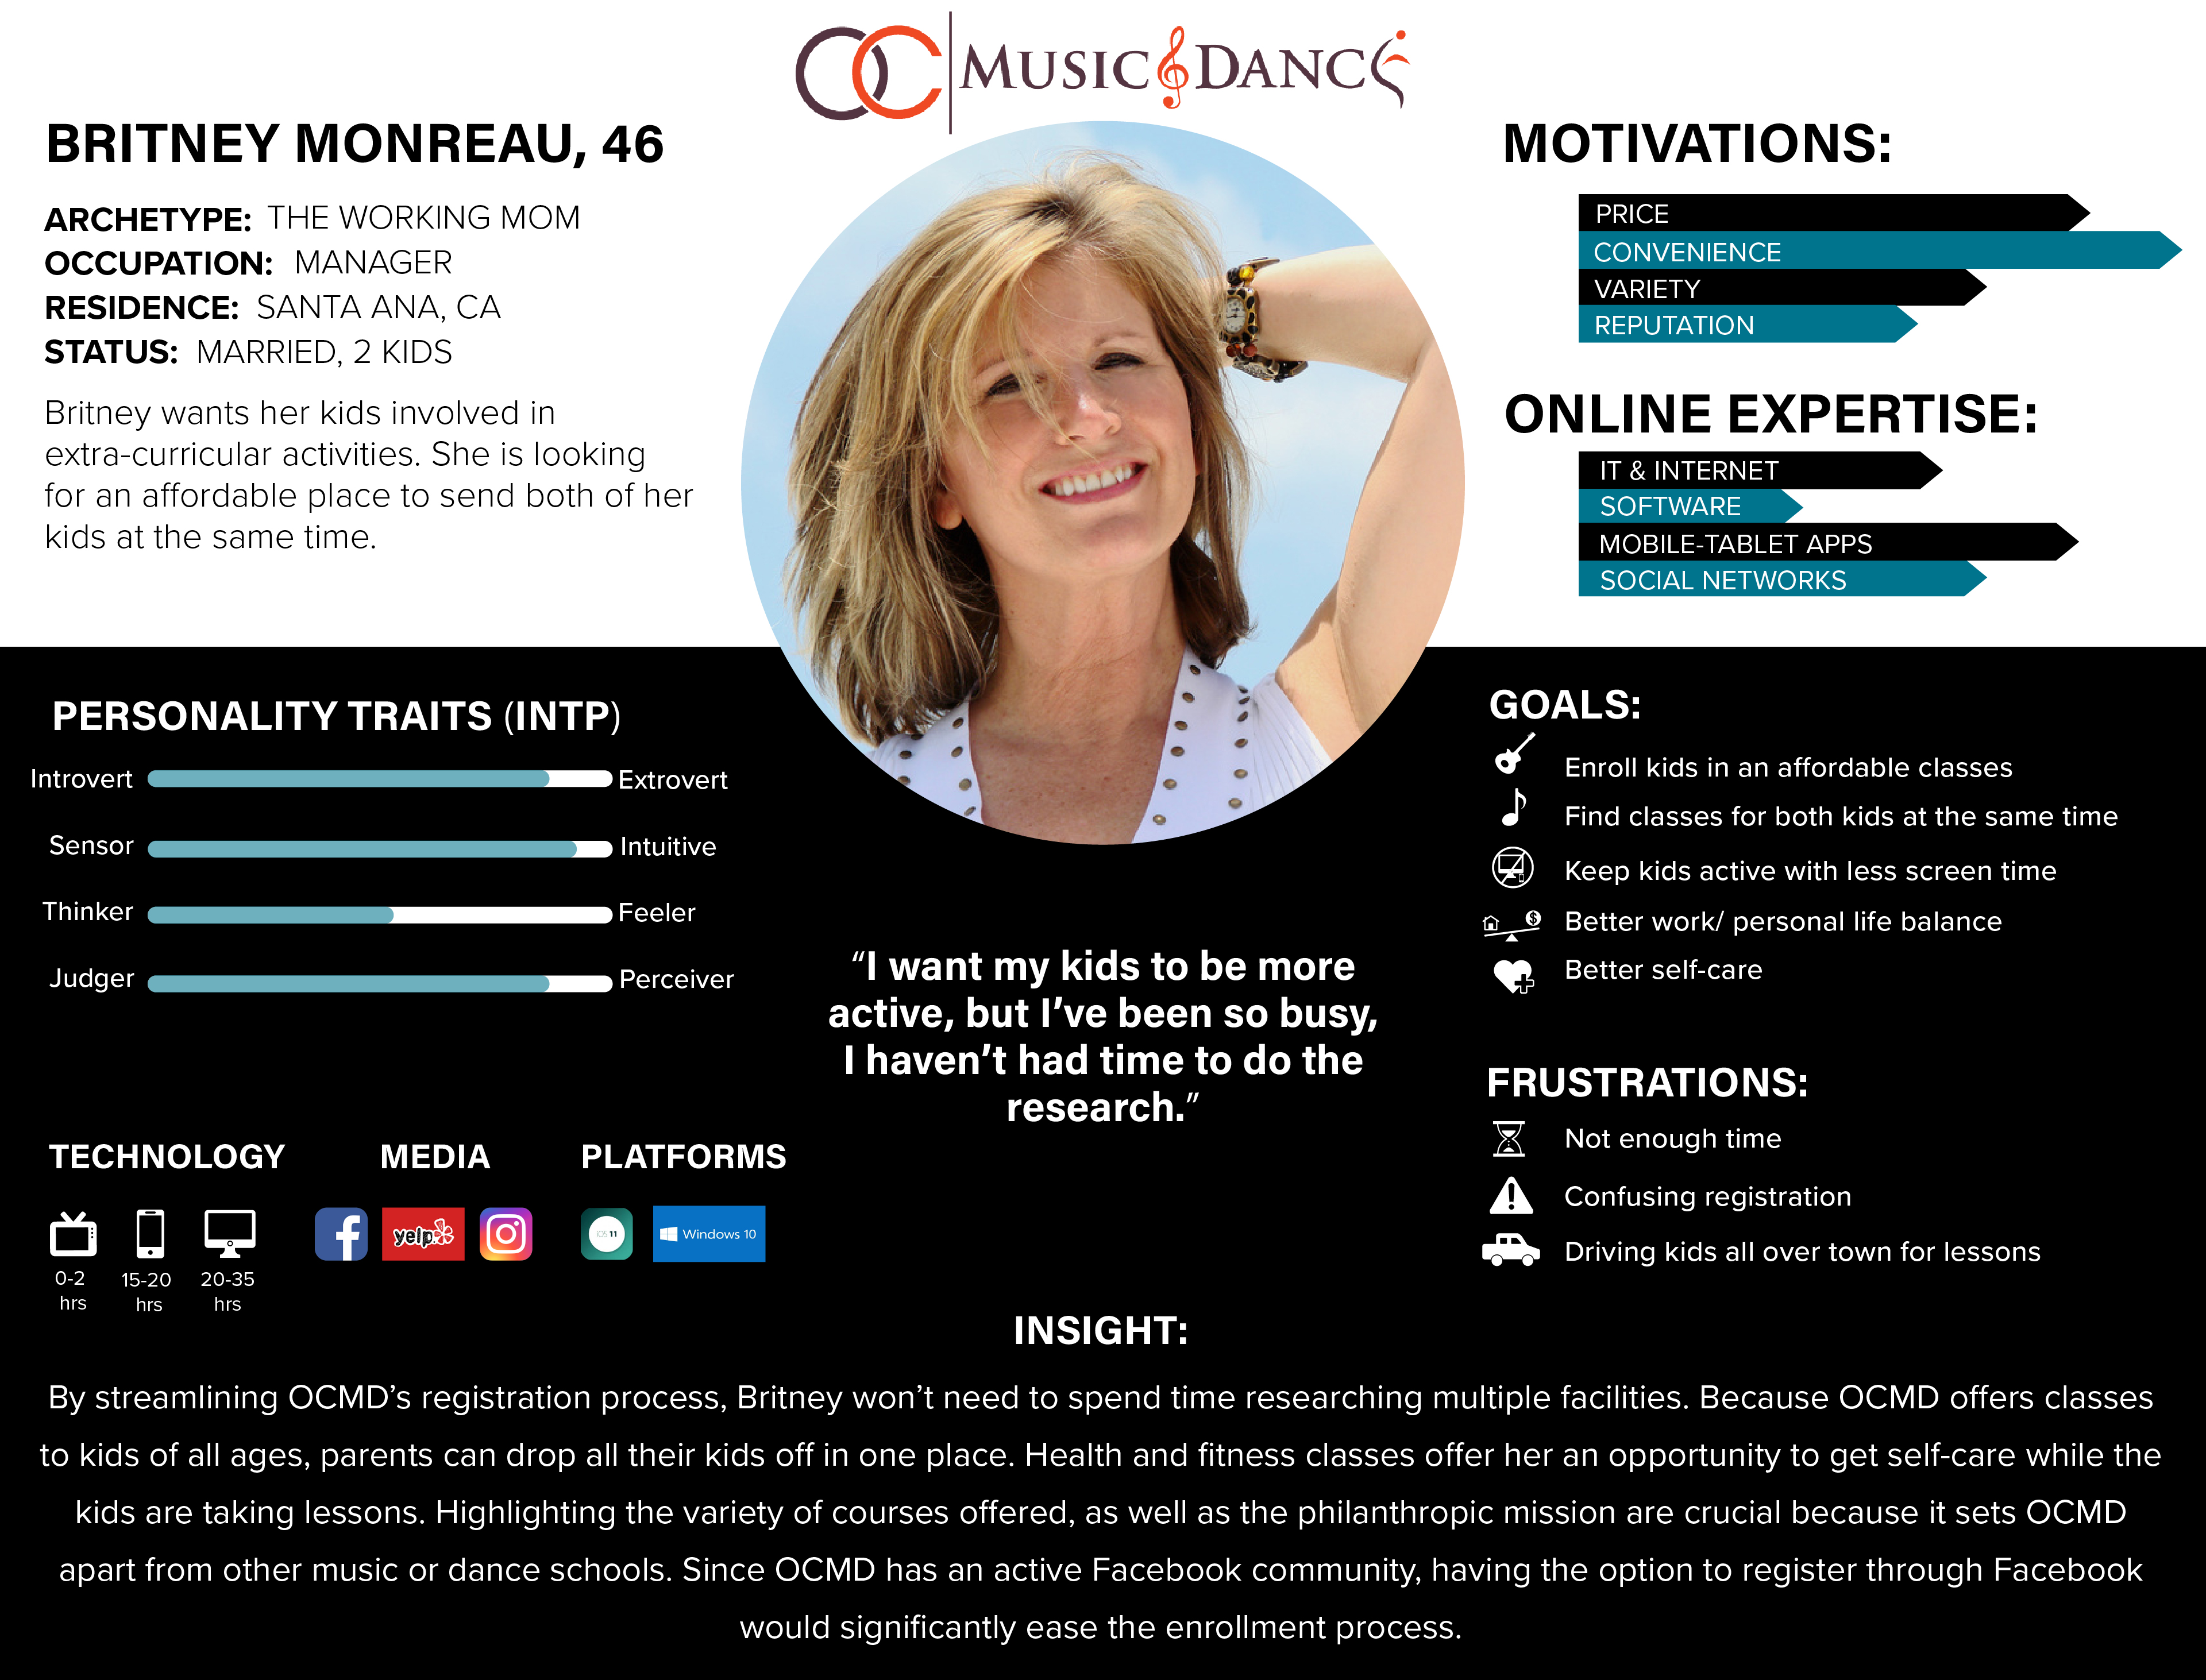 OC MUSIC & DANCE
BRITNEY MONREAU, 46
ARCHETYPE: THE WORKING MOM
OCCUPATION: MANAGER
RESIDENCE: SANTA ANA, CA
STATUS: MARRIED, 2 KIDS
Britney wants her kids involved in
extra-curricular activities. She is looking
for an affordable place to send both of her
kids at the same time.
MOTIVATIONS:
PRICE
CONVENIENCE
VARIETY
REPUTATION
ONLINE EXPERTISE:
IT & INTERNET
SOFTWARE
MOBILE-TABLET APPS
SOCIAL NETWORKS
PERSONALITY TRAITS (INTP)
Introvert Extrovert
Sensor Intuitive
Thinker Feeler
Judger Perceiver
TECHNOLOGY
0-2 hrs
15-20 hrs
20-35 hrs
MEDIA
yelp
PLATFORMS
iOS 11
Windows 10
“I want my kids to be more
active, but I’ve been so busy,
I haven’t had time to do the
research.”
GOALS:
Enroll kids in an affordable classes
Find classes for both kids at the same time
Keep kids active with less screen time
Better work/ personal life balance
Better self-care
FRUSTRATIONS:
Not enough time
Confusing registration
Driving kids all over town for lessons
INSIGHT:
By streamlining OCMD’s registration process, Britney won’t need to spend time researching multiple facilities. Because OCMD offers classes
to kids of all ages, parents can drop all their kids off in one place. Health and fitness classes offer her an opportunity to get self-care while the
kids are taking lessons. Highlighting the variety of courses offered, as well as the philanthropic mission are crucial because it sets OCMD
apart from other music or dance schools. Since OCMD has an active Facebook community, having the option to register through Facebook
would significantly ease the enrollment process.